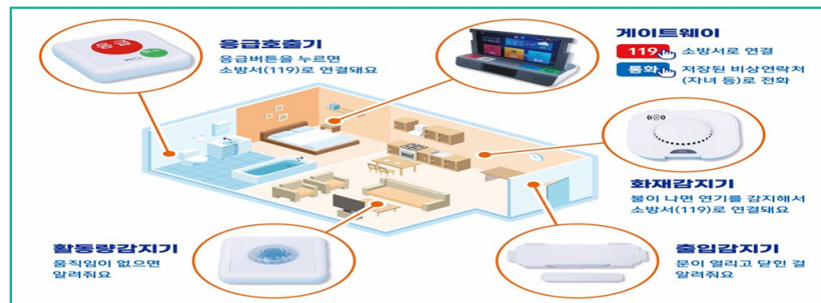 응급호출기
응급버튼을 누르면
소방서(119)로 연결돼요
응급
게이트웨이
119 소방서로 연결
통화 저장된 비상연락처
(자녀 등)로 전화
화재감지기
불이 나면 연기를 감지해서
소방서(119)로 연결돼요
활동량감지기
움직임이 없으면
알려줘요
출입감지기
문이 열리고 닫힌 걸
알려줘요